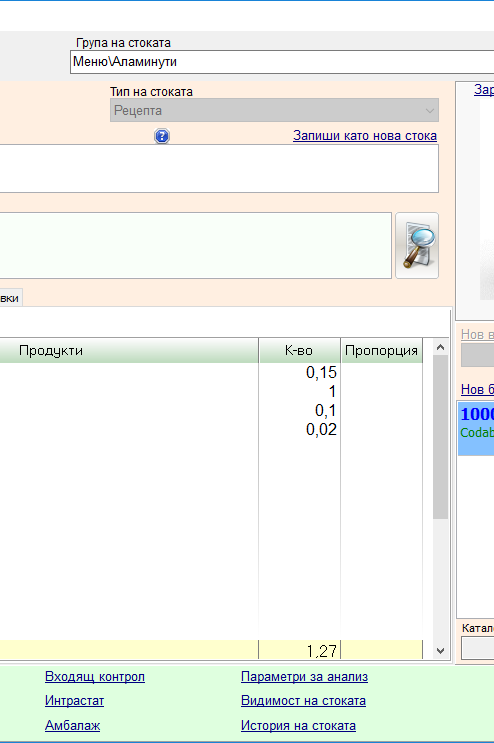 Група на стоката
Меню\Аламинути
Тип на стоката
Рецепта
Зар
?
Запиши като нова стока
вки
Нов в
Продукти К-во Пропорция
0,15
1
0,1
0,02
Нов б
1000
Codab
Катал
1,27
Входящ контрол Параметри за анализ
Интрастат Видимост на стоката
Амбалаж История на стоката